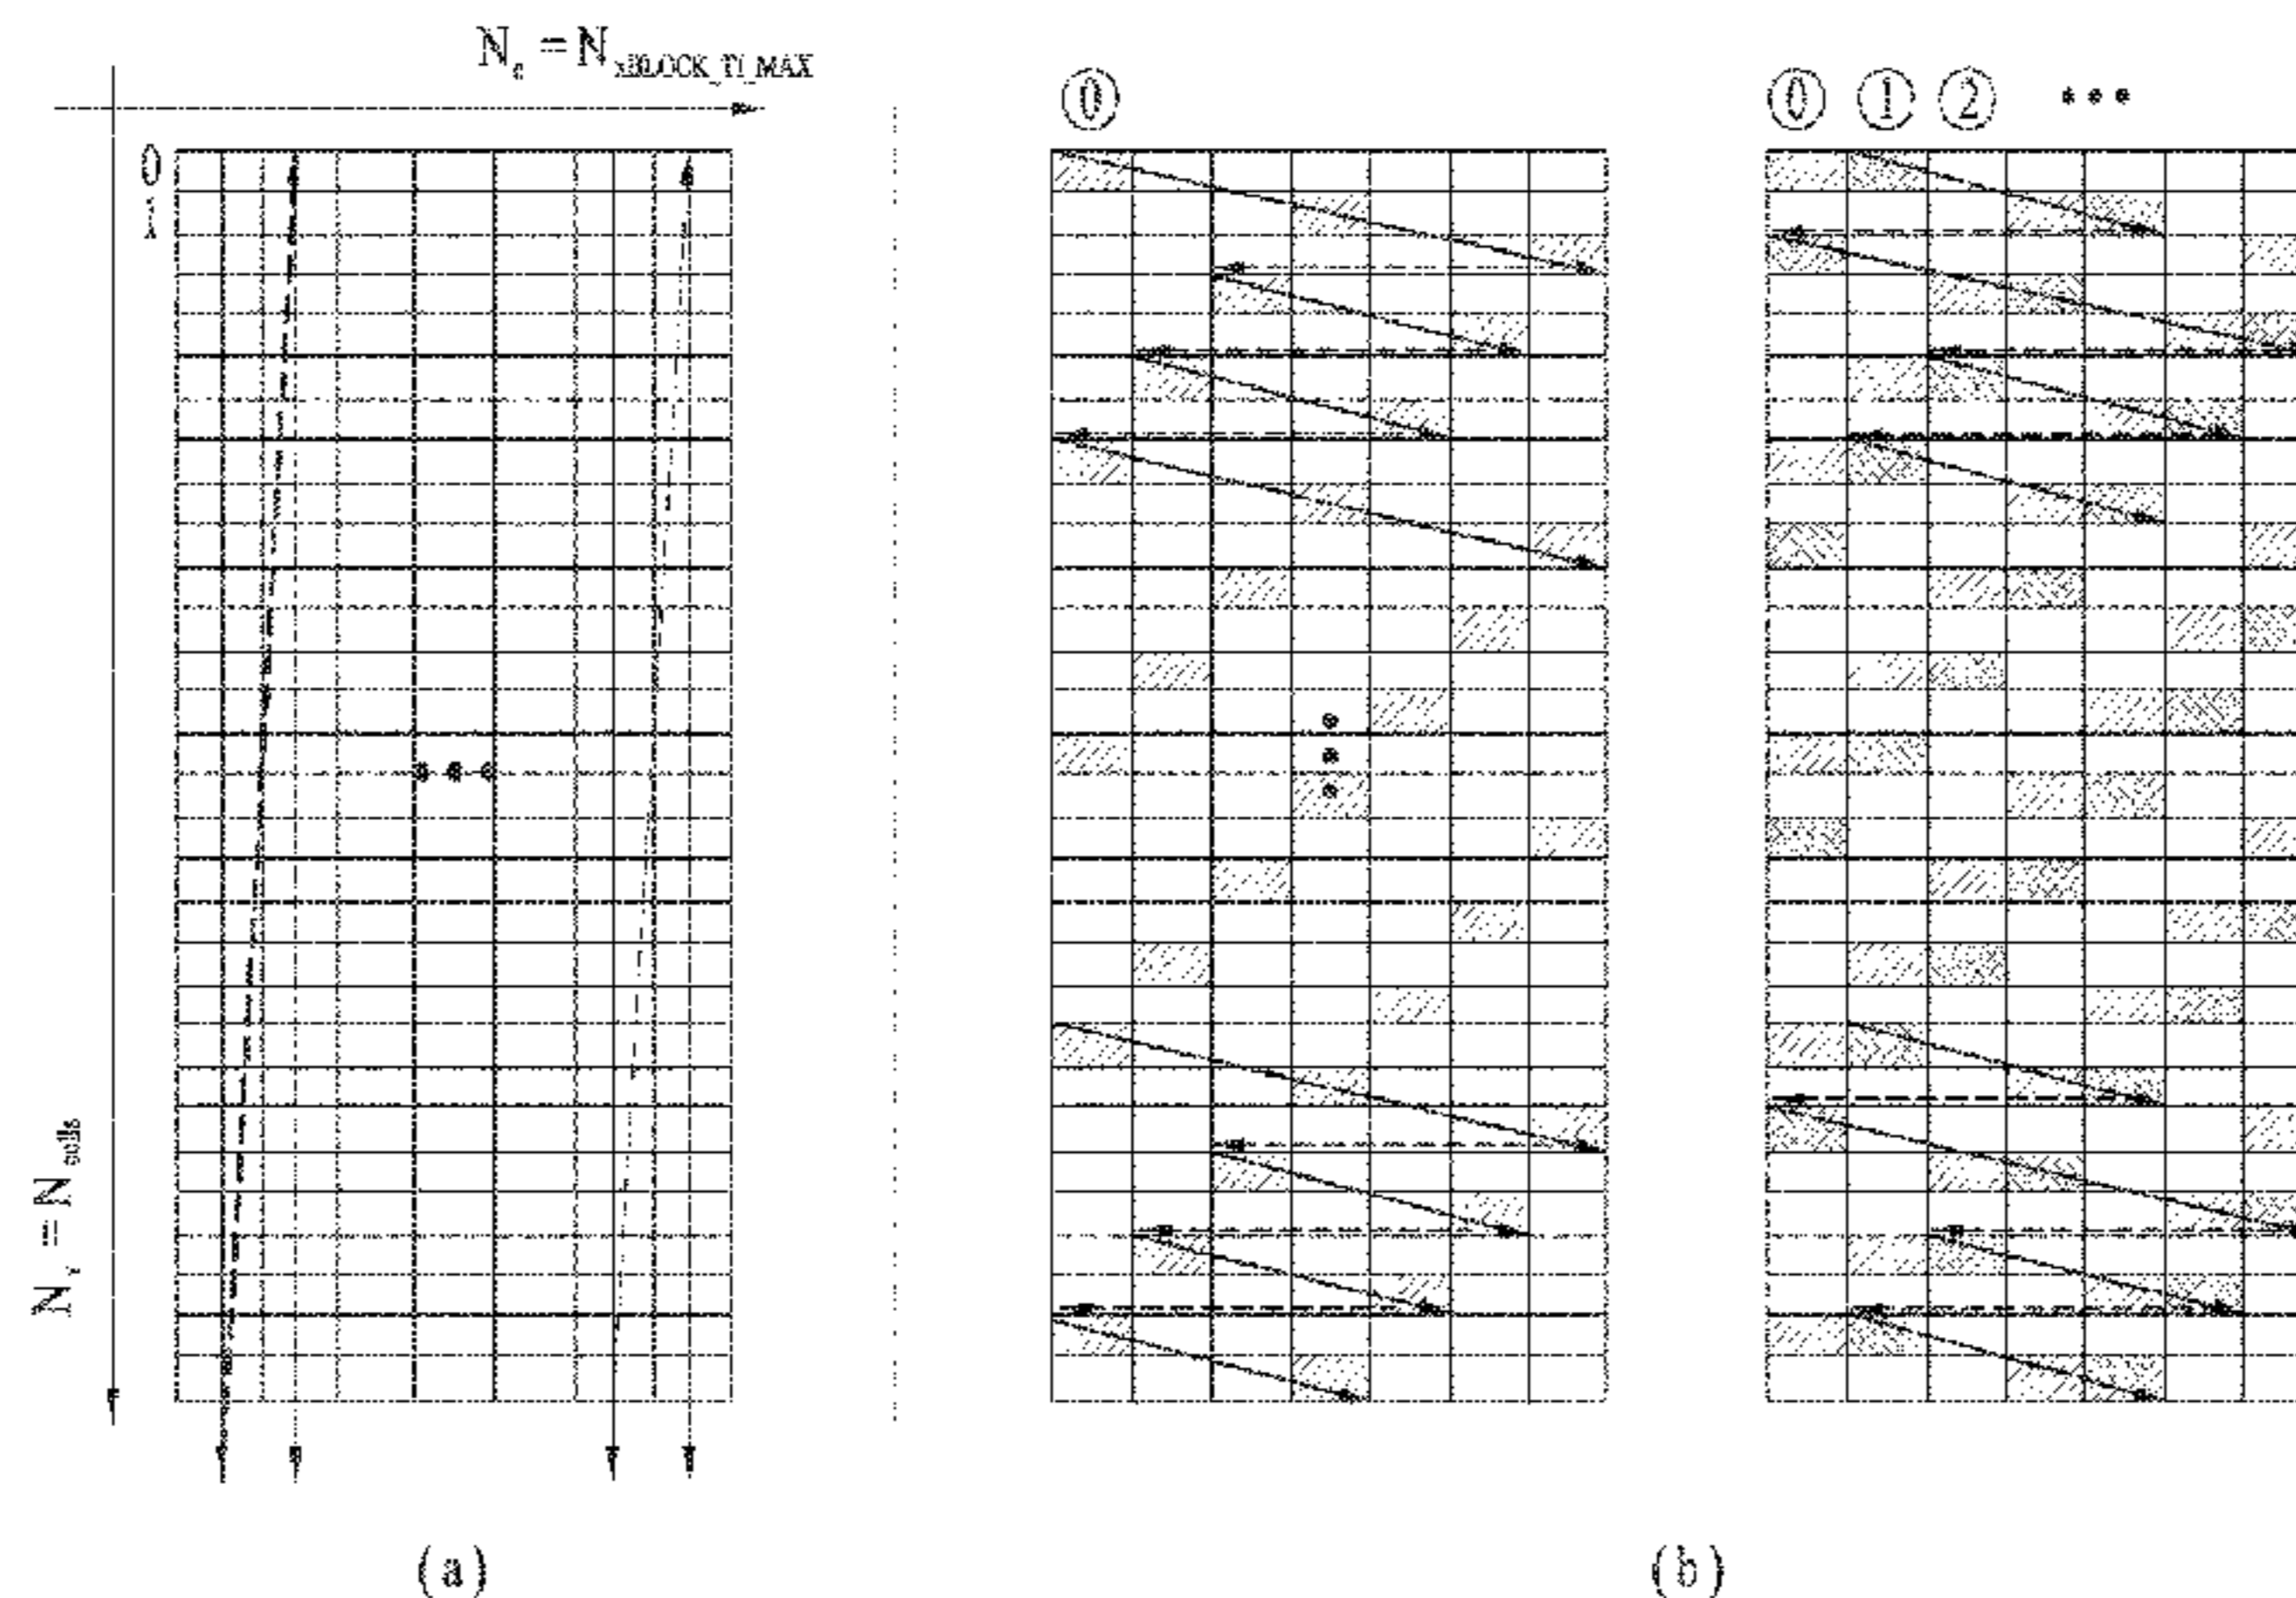 N_c = N_xBLOCK_TI_MAX
⓪
⓪ ① ② •••
0
1
N_r = N_cells
(a)
(b)